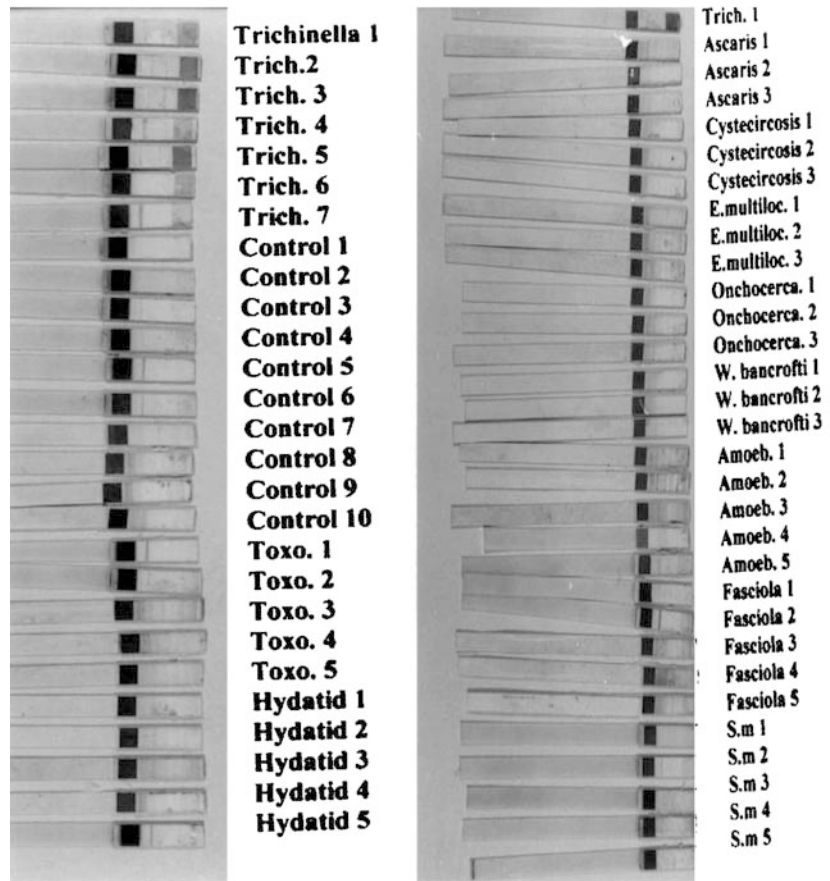 Trichinella 1
Trich.2
Trich. 3
Trich. 4
Trich. 5
Trich. 6
Trich. 7
Control 1
Control 2
Control 3
Control 4
Control 5
Control 6
Control 7
Control 8
Control 9
Control 10
Toxo. 1
Toxo. 2
Toxo. 3
Toxo. 4
Toxo. 5
Hydatid 1
Hydatid 2
Hydatid 3
Hydatid 4
Hydatid 5
Trich. 1
Ascaris 1
Ascaris 2
Ascaris 3
Cystecircosis 1
Cystecircosis 2
Cystecircosis 3
E.multiloc. 1
E.multiloc. 2
E.multiloc. 3
Onchocerca. 1
Onchocerca. 2
Onchocerca. 3
W. bancrofti 1
W. bancrofti 2
W. bancrofti 3
Amoeb. 1
Amoeb. 2
Amoeb. 3
Amoeb. 4
Amoeb. 5
Fasciola 1
Fasciola 2
Fasciola 3
Fasciola 4
Fasciola 5
S.m 1
S.m 2
S.m 3
S.m 4
S.m 5